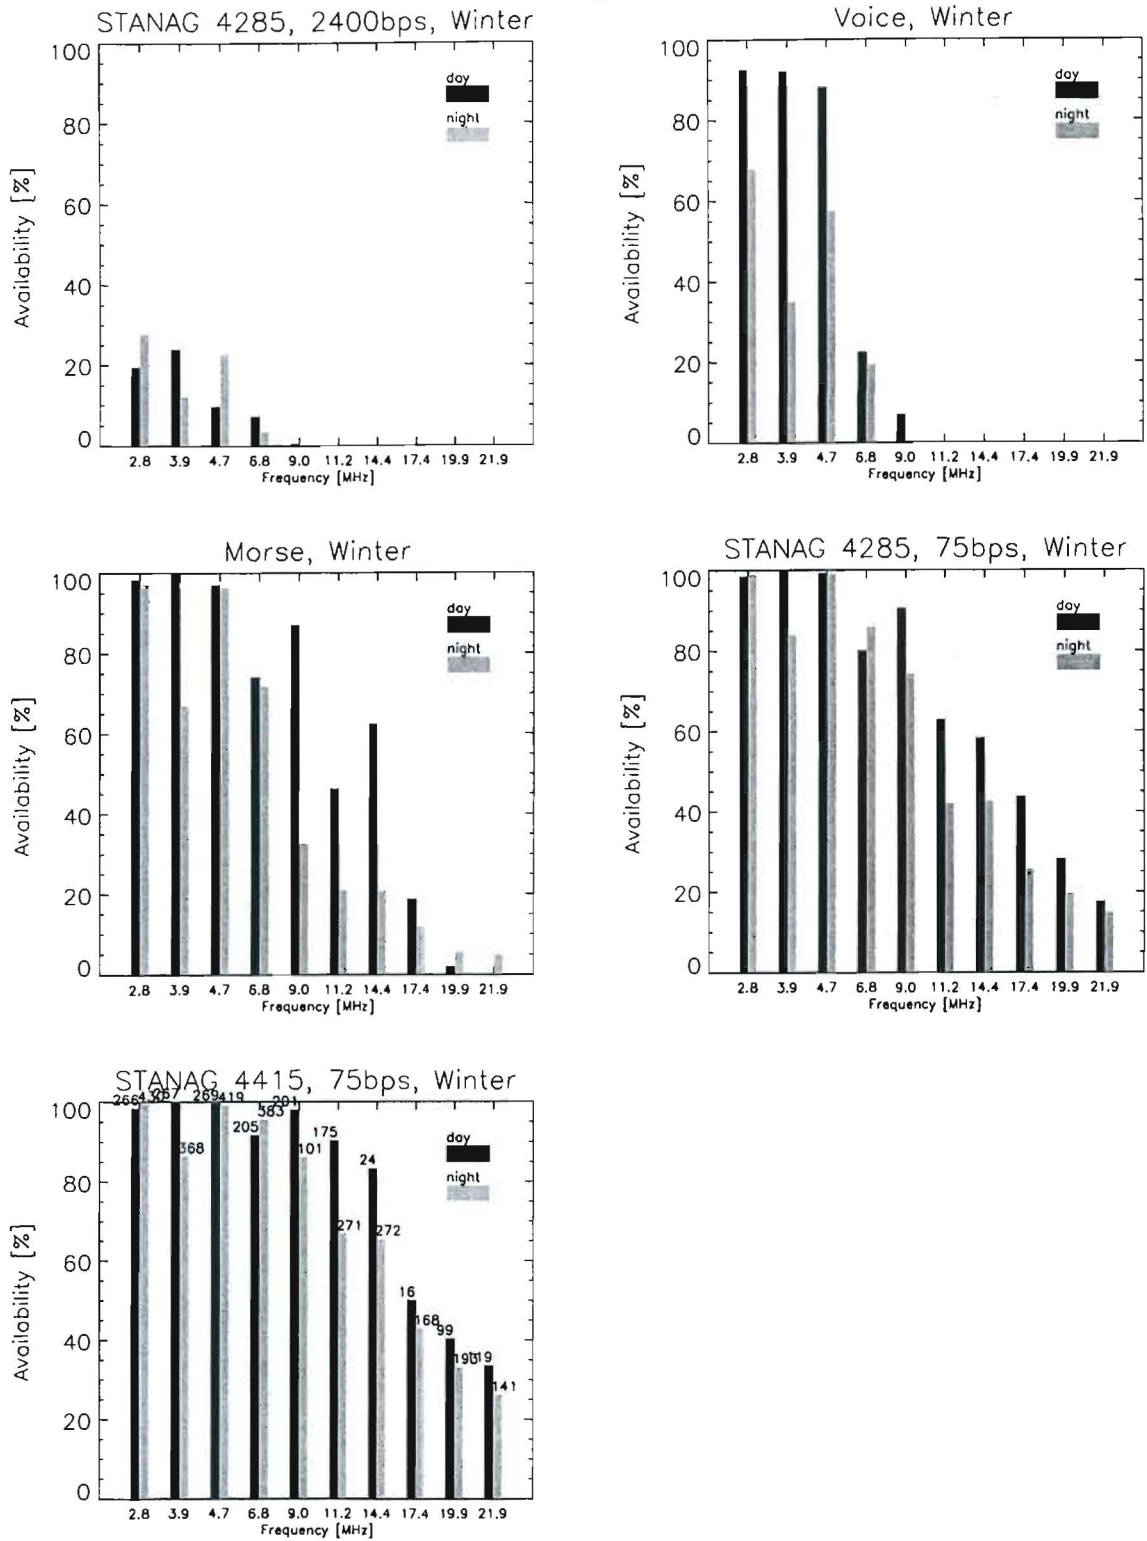 STANAG 4285, 2400bps, Winter
100
80
60
40
20
0
Availability [%]
day
night
2.8 3.9 4.7 6.8 9.0 11.2 14.4 17.4 19.9 21.9
Frequency [MHz]
Voice, Winter
100
80
60
40
20
0
Availability [%]
day
night
2.8 3.9 4.7 6.8 9.0 11.2 14.4 17.4 19.9 21.9
Frequency [MHz]
Morse, Winter
100
80
60
40
20
0
Availability [%]
day
night
2.8 3.9 4.7 6.8 9.0 11.2 14.4 17.4 19.9 21.9
Frequency [MHz]
STANAG 4285, 75bps, Winter
100
80
60
40
20
0
Availability [%]
day
night
2.8 3.9 4.7 6.8 9.0 11.2 14.4 17.4 19.9 21.9
Frequency [MHz]
STANAG 4415, 75bps, Winter
100
80
60
40
20
0
Availability [%]
day
night
266 267 269 419
205 383 201
368 101 175 24
271 272
16 168
99
141
2.8 3.9 4.7 6.8 9.0 11.2 14.4 17.4 19.9 21.9
Frequency [MHz]